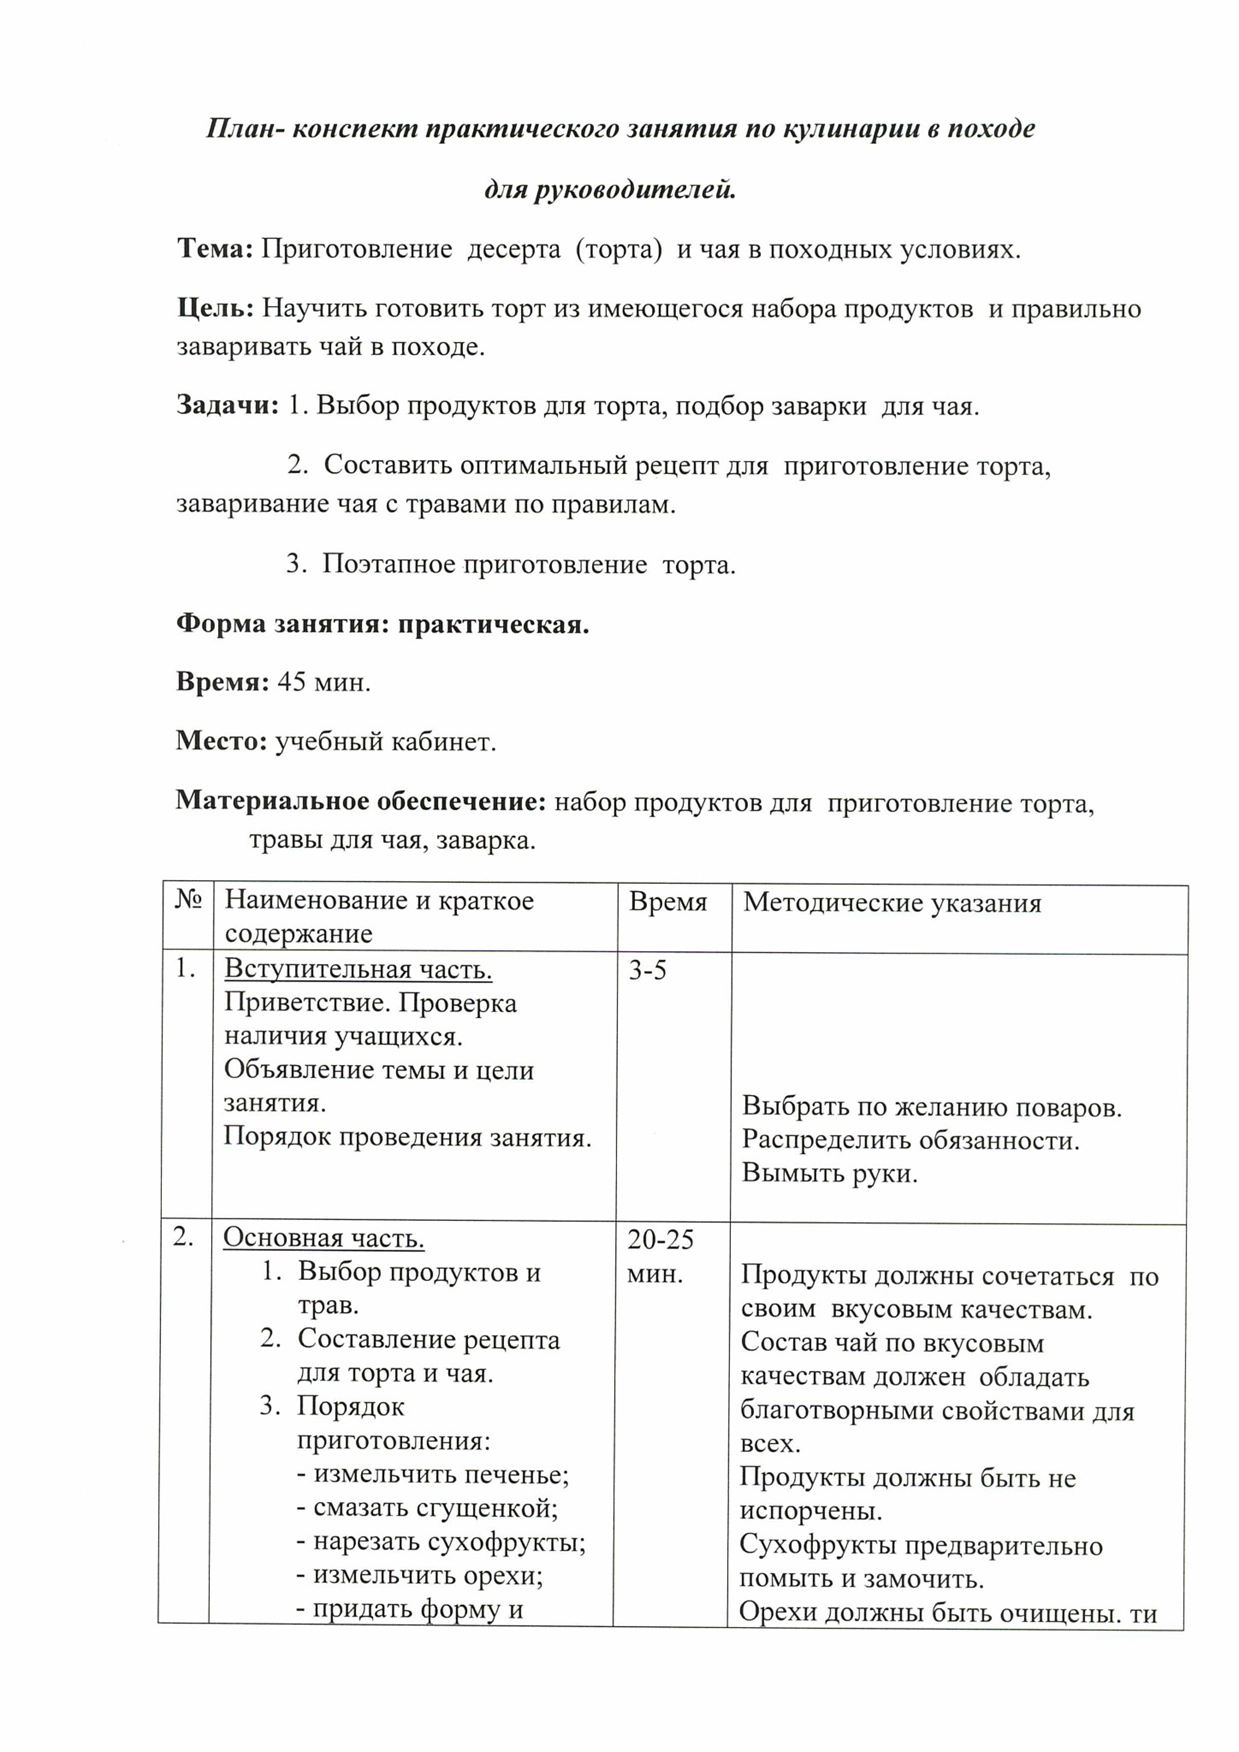 План- конспект практического занятия по кулинарии в походе
для руководителей.
Тема: Приготовление десерта (торта) и чая в походных условиях.
Цель: Научить готовить торт из имеющегося набора продуктов и правильно
заваривать чай в походе.
Задачи: 1. Выбор продуктов для торта, подбор заварки для чая.
2. Составить оптимальный рецепт для приготовление торта,
заваривание чая с травами по правилам.
3. Поэтапное приготовление торта.
Форма занятия: практическая.
Время: 45 мин.
Место: учебный кабинет.
Материальное обеспечение: набор продуктов для приготовление торта,
травы для чая, заварка.
№ Наименование и краткое Время Методические указания
содержание
1. Вступительная часть. 3-5
Приветствие. Проверка
наличия учащихся.
Объявление темы и цели
занятия.
Порядок проведения занятия.
Выбрать по желанию поваров.
Распределить обязанности.
Вымыть руки.
2. Основная часть. 20-25
мин.
1. Выбор продуктов и
трав.
2. Составление рецепта
для торта и чая.
3. Порядок
приготовления:
- измельчить печенье;
- смазать сгущенкой;
- нарезать сухофрукты;
- измельчить орехи;
- придать форму и
Продукты должны сочетаться по
своим вкусовым качествам.
Состав чай по вкусовым
качествам должен обладать
благотворными свойствами для
всех.
Продукты должны быть не
испорчены.
Сухофрукты предварительно
помыть и замочить.
Орехи должны быть очищены. ти